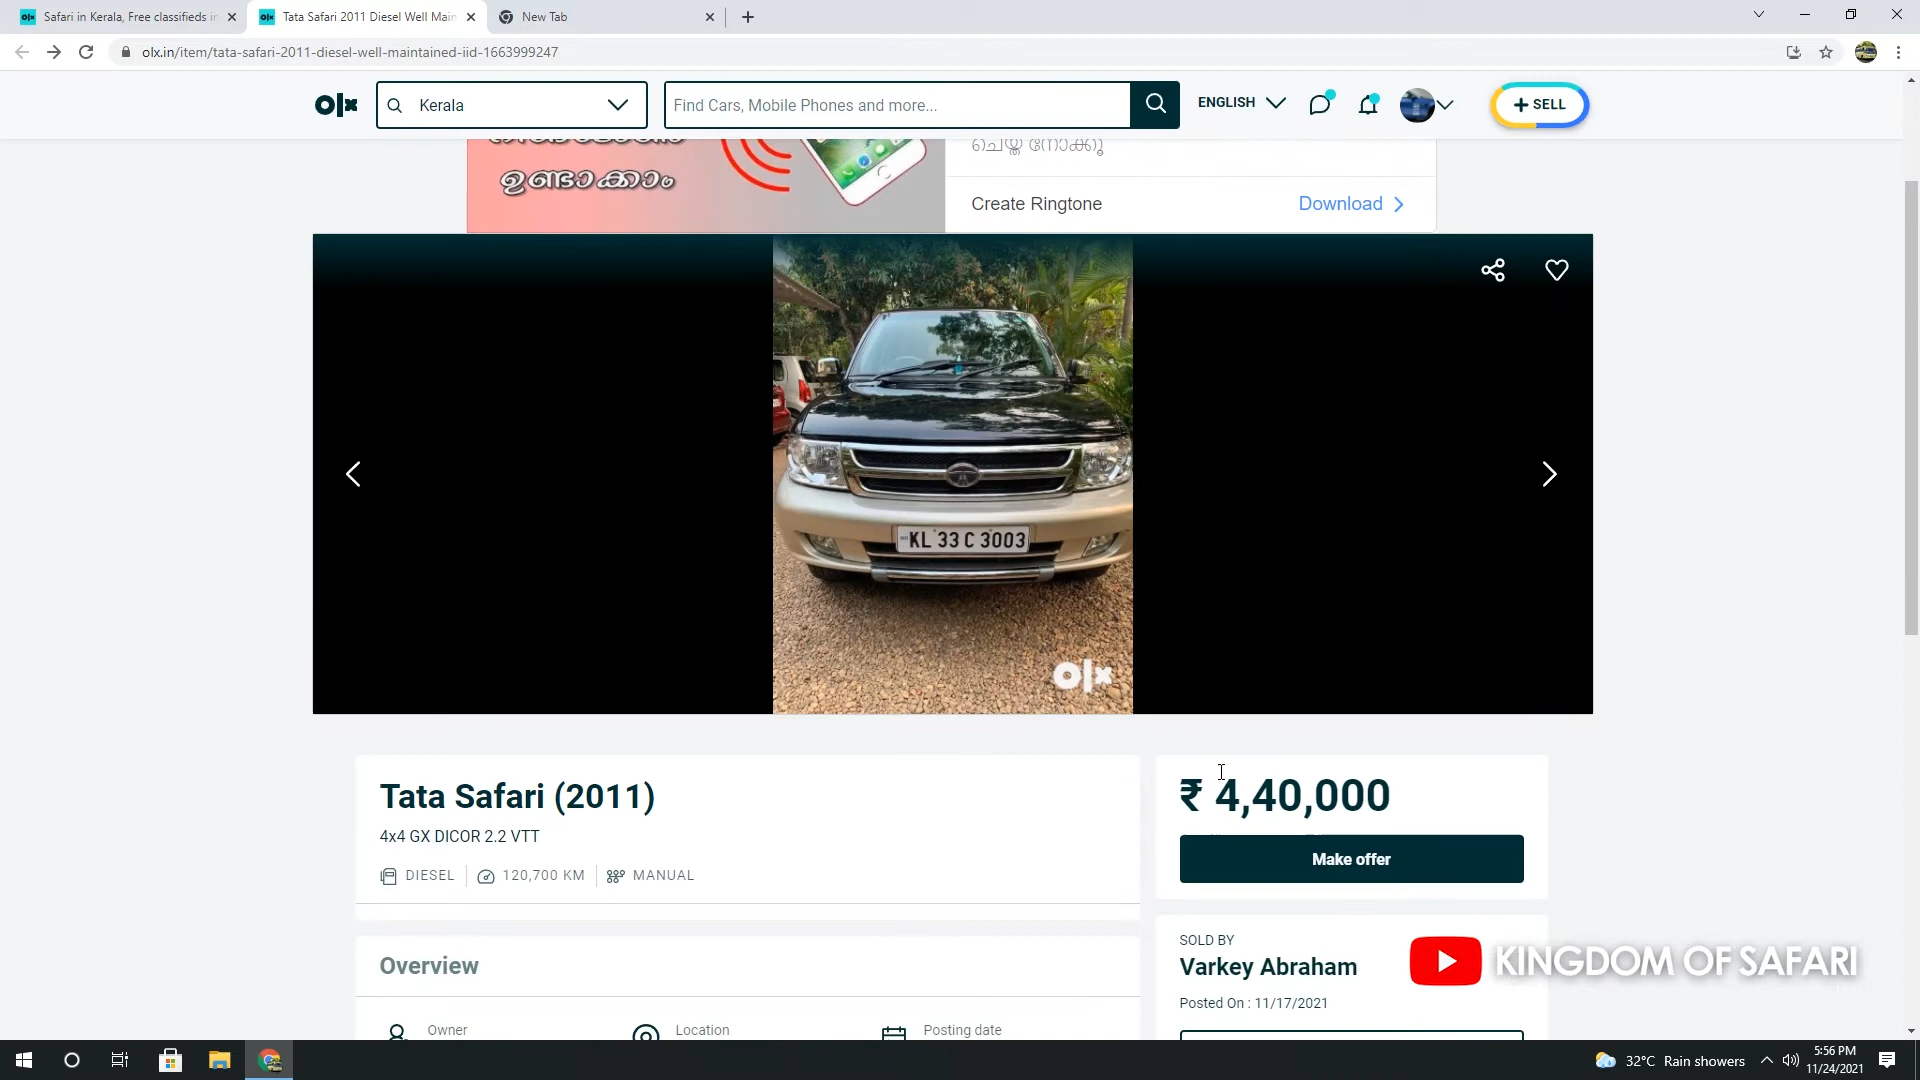 Safari in Kerala, Free classifieds in
Tata Safari 2011 Diesel Well Main
New Tab
olx.in/item/tata-safari-2011-diesel-well-maintained-iid-1663999247
olx
Kerala
Find Cars, Mobile Phones and more...
ENGLISH
+ SELL
ഉണ്ടാക്കാം
ചെയ്ത നോക്കൂ
Create Ringtone
Download
KL 33 C 3003
olx
Tata Safari (2011)
4x4 GX DICOR 2.2 VTT
DIESEL
120,700 KM
MANUAL
₹ 4,40,000
Make offer
Overview
Owner
Location
Posting date
SOLD BY
Varkey Abraham
Posted On : 11/17/2021
KINGDOM OF SAFARI
32°C Rain showers
5:56 PM
11/24/2021